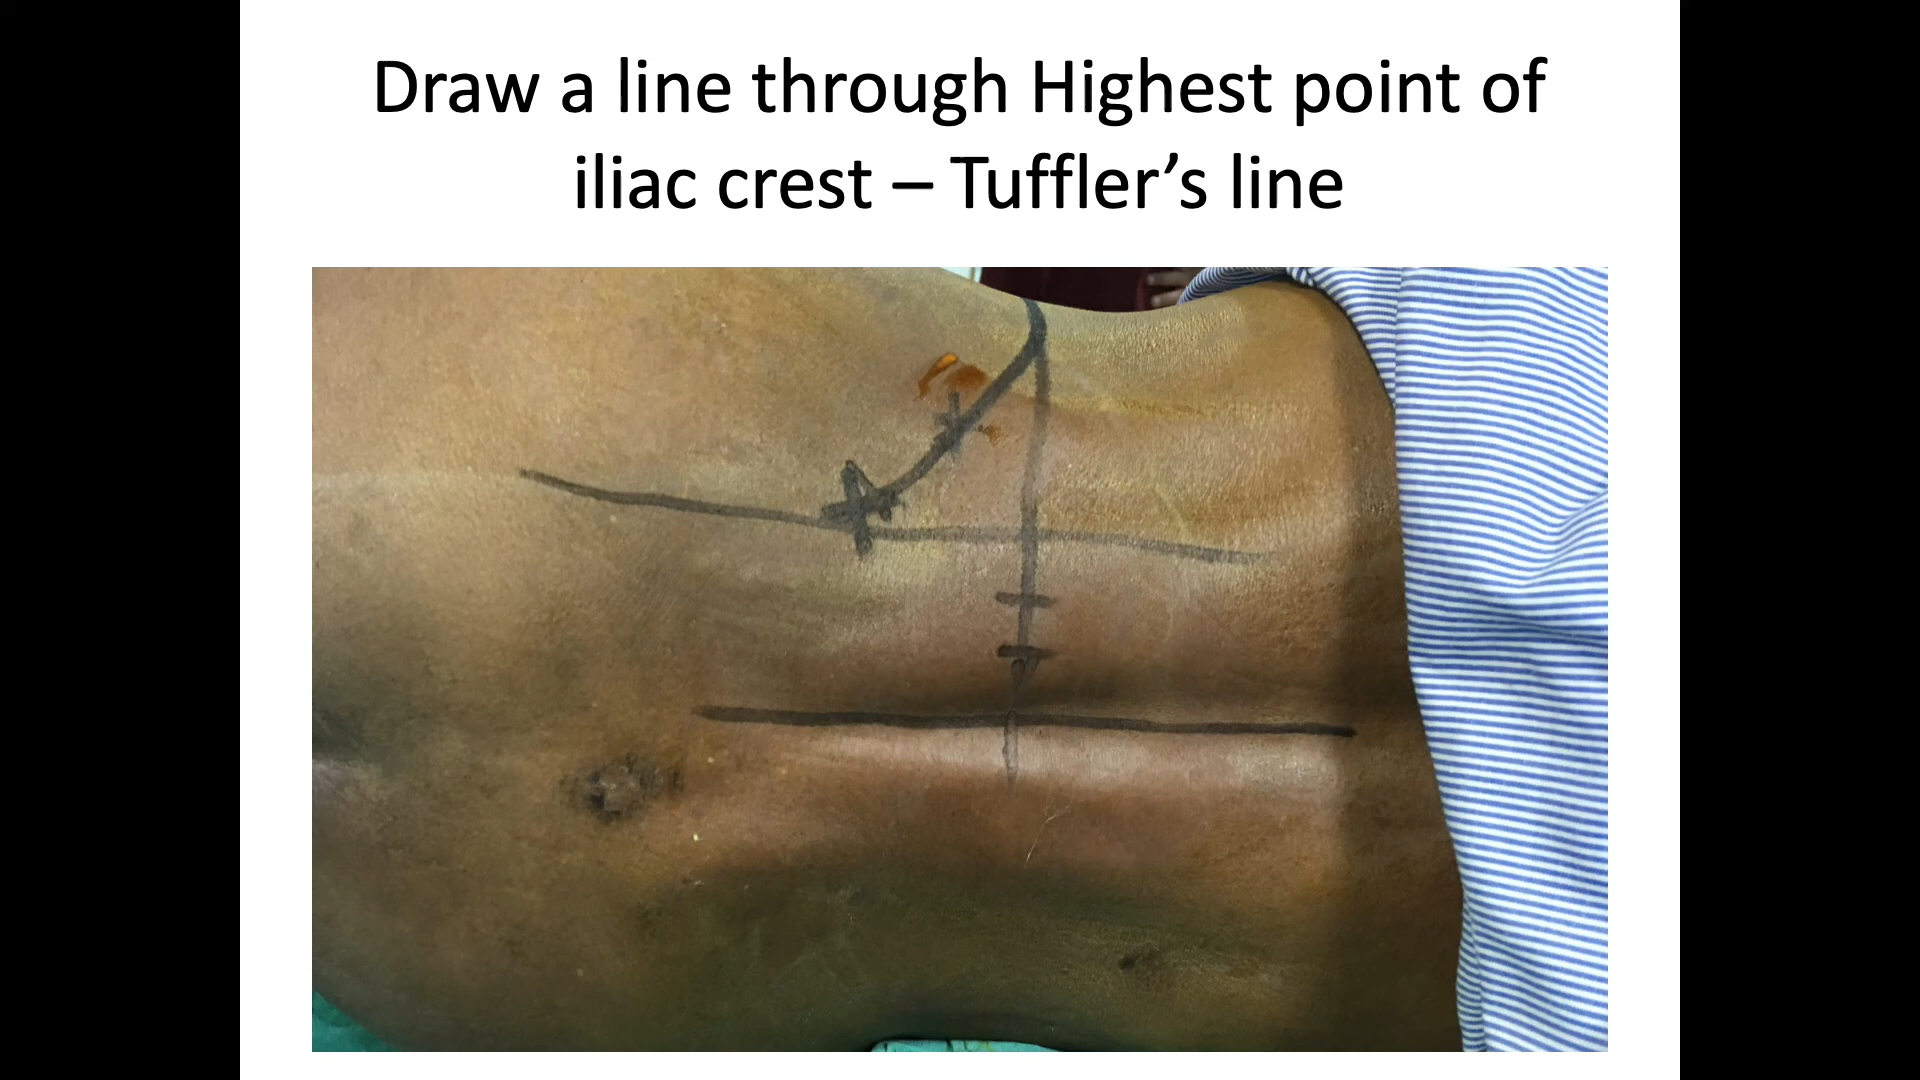 Draw a line through Highest point of
iliac crest – Tuffler’s line